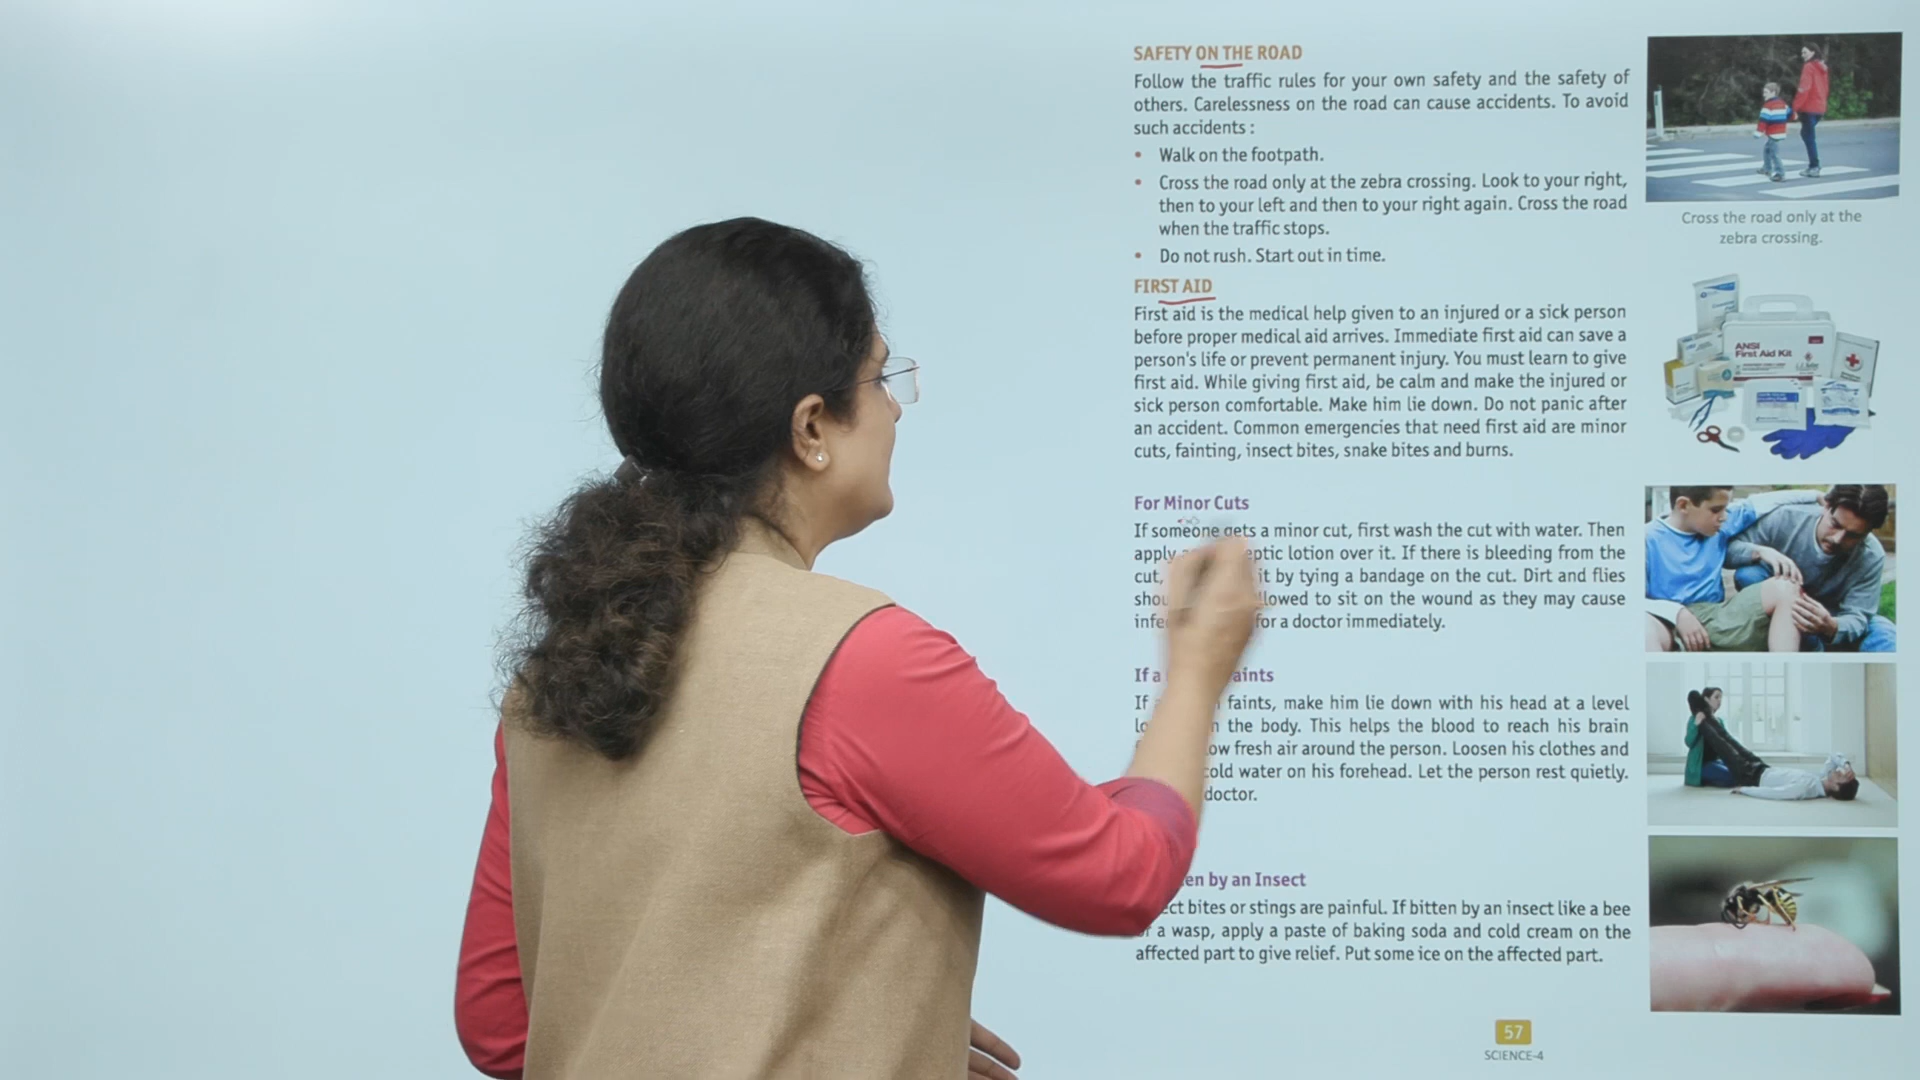 SAFETY ON THE ROAD
Follow the traffic rules for your own safety and the safety of
others. Carelessness on the road can cause accidents. To avoid
such accidents :
• Walk on the footpath.
• Cross the road only at the zebra crossing. Look to your right,
then to your left and then to your right again. Cross the road
when the traffic stops.
• Do not rush. Start out in time.
Cross the road only at the
zebra crossing.
FIRST AID
First aid is the medical help given to an injured or a sick person
before proper medical aid arrives. Immediate first aid can save a
person's life or prevent permanent injury. You must learn to give
first aid. While giving first aid, be calm and make the injured or
sick person comfortable. Make him lie down. Do not panic after
an accident. Common emergencies that need first aid are minor
cuts, fainting, insect bites, snake bites and burns.
ANSI
First Aid Kit
For Minor Cuts
If someone gets a minor cut, first wash the cut with water. Then
apply lotion over it. If there is bleeding from the
cut, it by tying a bandage on the cut. Dirt and flies
to sit on the wound as they may cause
for a doctor immediately.
If a
If faints, make him lie down with his head at a level
the body. This helps the blood to reach his brain
fresh air around the person. Loosen his clothes and
cold water on his forehead. Let the person rest quietly.
doctor.
by an Insect
bites or stings are painful. If bitten by an insect like a bee
a wasp, apply a paste of baking soda and cold cream on the
affected part to give relief. Put some ice on the affected part.
57
SCIENCE-4